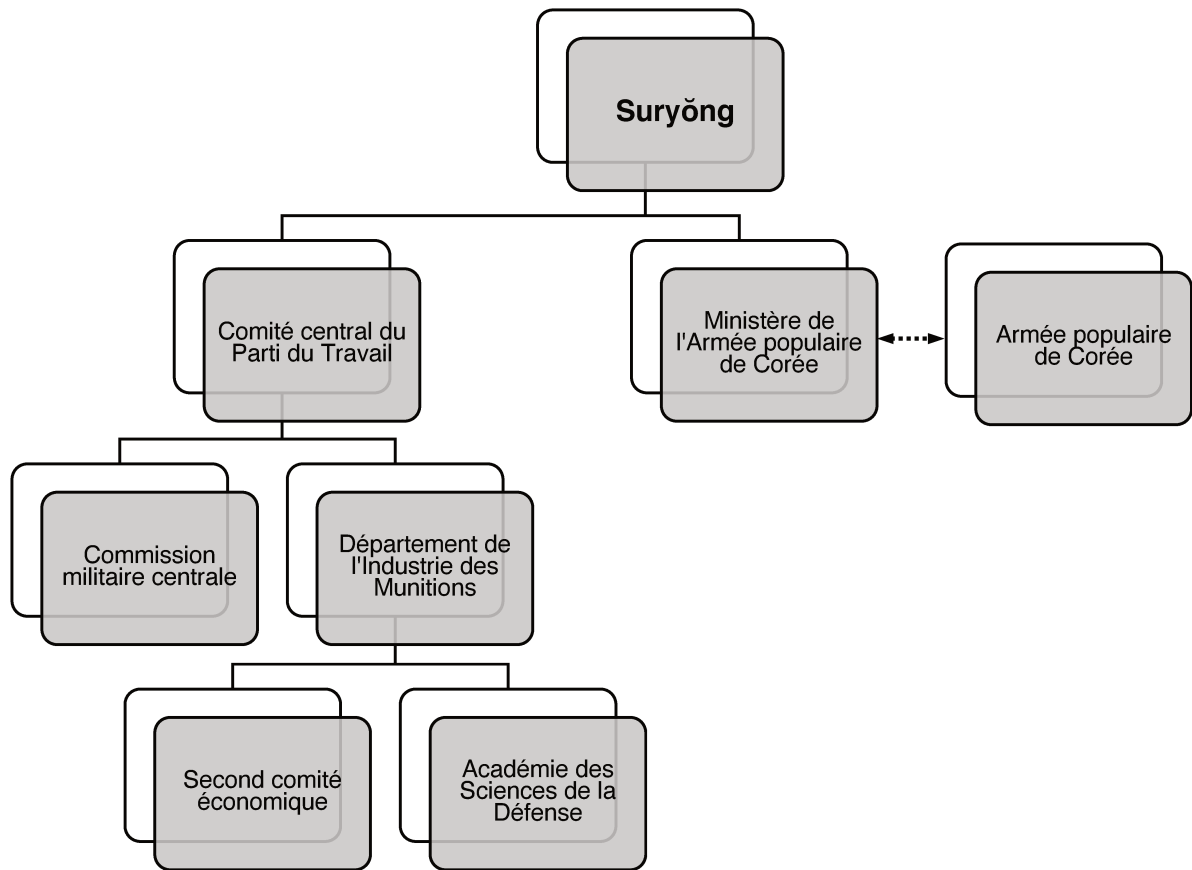 Suryŏng
Comité central du
Parti du Travail
Ministère de
l'Armée populaire
de Corée
Armée populaire
de Corée
Commission
militaire centrale
Département de
l'Industrie des
Munitions
Second comité
économique
Académie des
Sciences de la
Défense